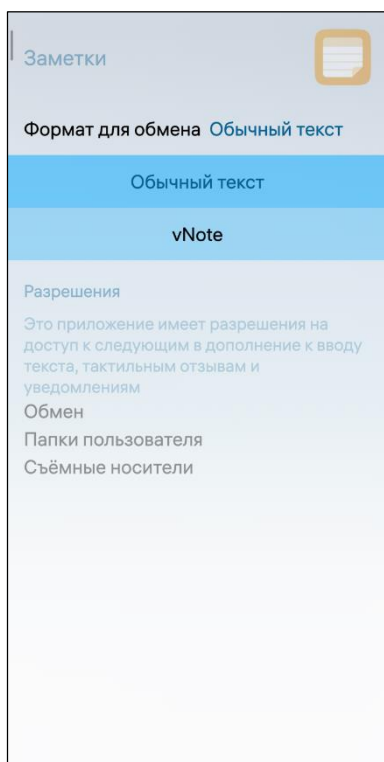 Заметки
Формат для обмена Обычный текст
Обычный текст
vNote
Разрешения
Это приложение имеет разрешения на
доступ к следующим в дополнение к вводу
текста, тактильным отзывам и
уведомлениям
Обмен
Папки пользователя
Съёмные носители